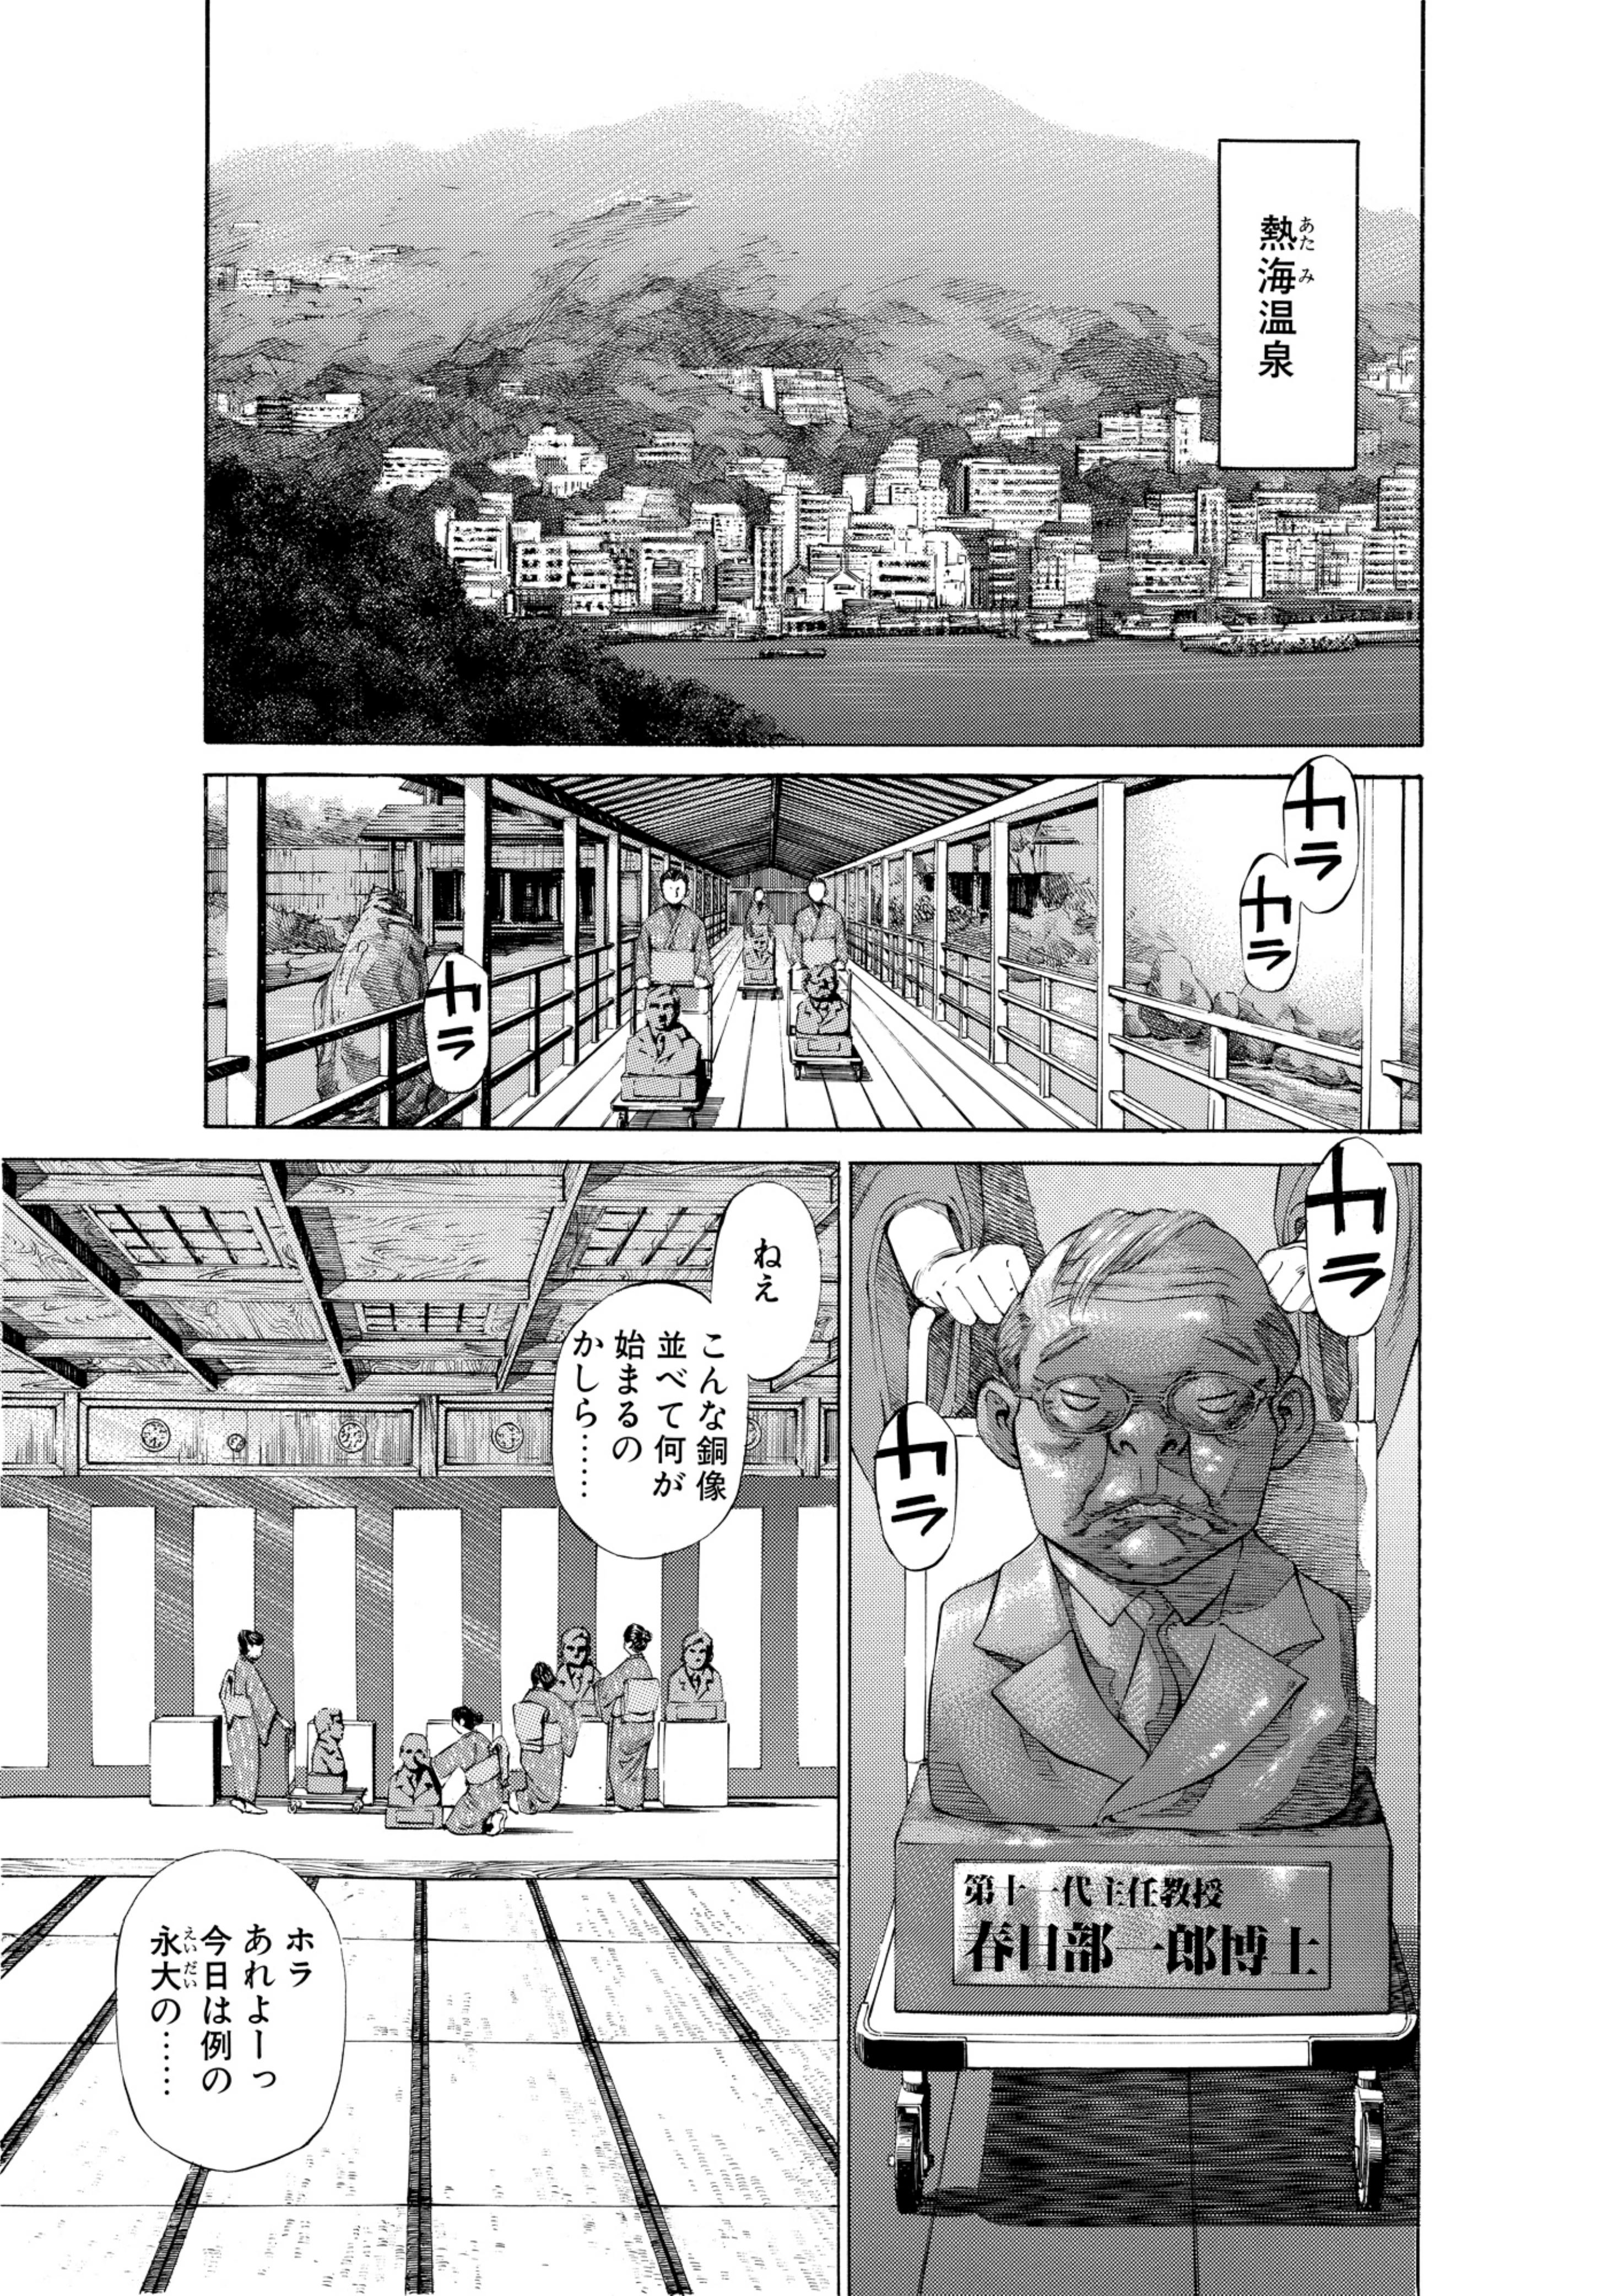 熱海温泉
カラ
カラ
カラ
カラ
カラ
第十一代主任教授
春日部一郎博士
ねえ
こんな銅像
並べて何が
始まるの
かしら……
ホラ
あれよーっ
今日は例の
永大の……